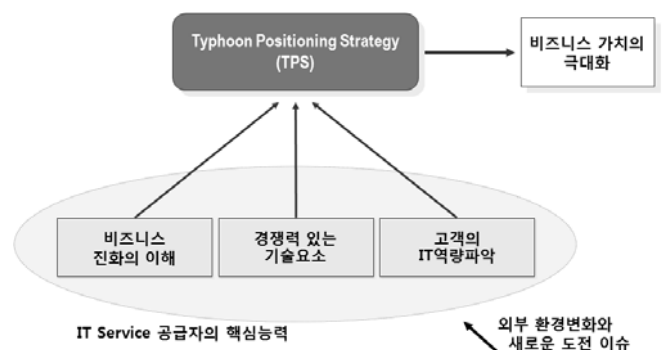 Typhoon Positioning Strategy
(TPS)
비즈니스 가치의
극대화
비즈니스
진화의 이해
경쟁력 있는
기술요소
고객의
IT역량파악
IT Service 공급자의 핵심능력
외부 환경변화와
새로운 도전 이슈